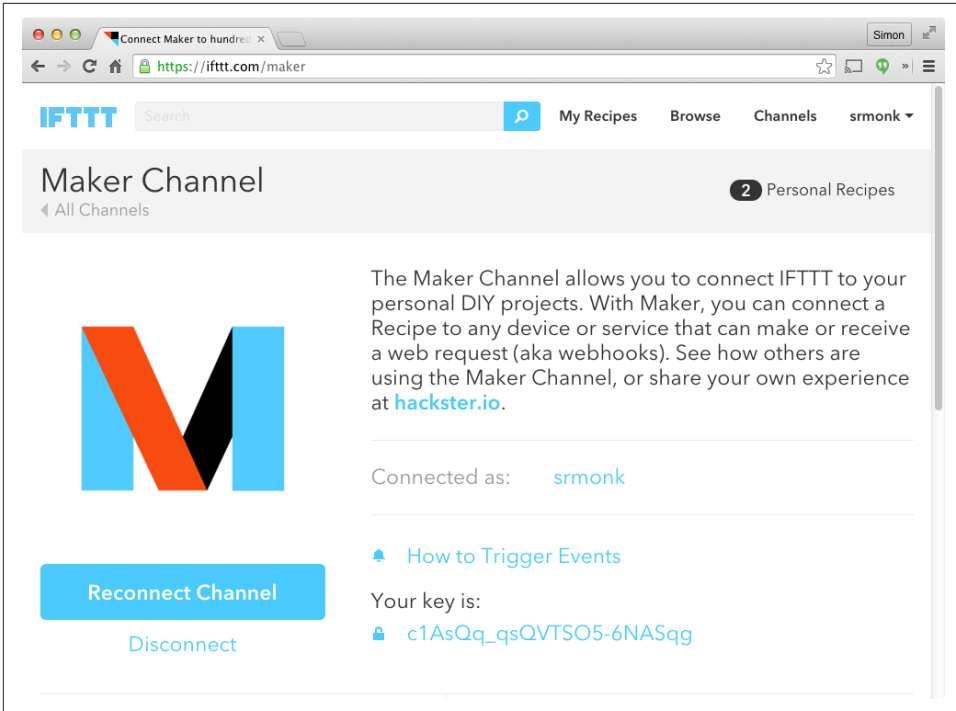 Connect Maker to hundred ×
Simon
https://ifttt.com/maker
»
IFTTT
Search
My Recipes
Browse
Channels
srmonk
Maker Channel
All Channels
2 Personal Recipes
The Maker Channel allows you to connect IFTTT to your
personal DIY projects. With Maker, you can connect a
Recipe to any device or service that can make or receive
a web request (aka webhooks). See how others are
using the Maker Channel, or share your own experience
at hackster.io.
Connected as: srmonk
How to Trigger Events
Reconnect Channel
Disconnect
Your key is:
c1AsQq_qsQVTSO5-6NASqg